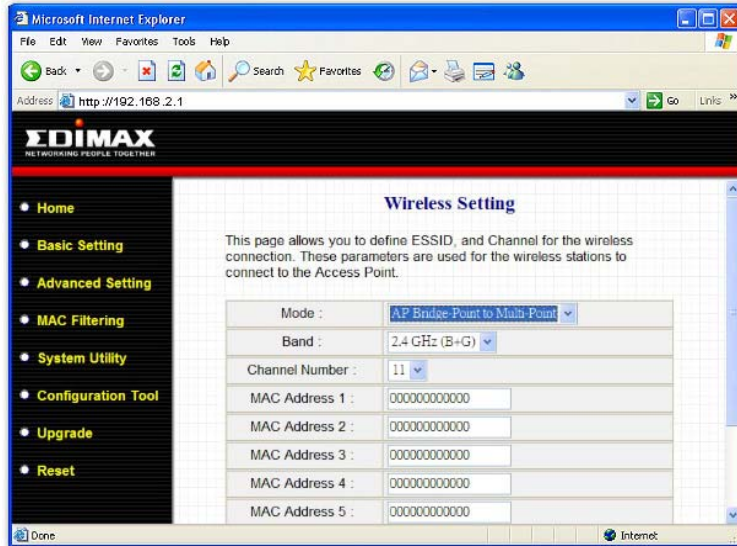 Microsoft Internet Explorer
File Edit View Favorites Tools Help
Back Search Favorites
Address http://192.168.2.1 Go Links »
EDIMAX
NETWORKING PEOPLE TOGETHER
Home
Basic Setting
Advanced Setting
MAC Filtering
System Utility
Configuration Tool
Upgrade
Reset
Wireless Setting
This page allows you to define ESSID, and Channel for the wireless
connection. These parameters are used for the wireless stations to
connect to the Access Point.
Mode : AP Bridge-Point to Multi-Point
Band : 2.4 GHz (B+G)
Channel Number : 11
MAC Address 1 : 000000000000
MAC Address 2 : 000000000000
MAC Address 3 : 000000000000
MAC Address 4 : 000000000000
MAC Address 5 : 000000000000
Done Internet